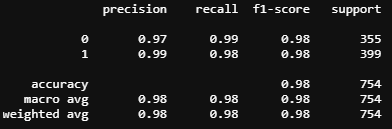 precision recall f1-score support
0 0.97 0.99 0.98 355
1 0.99 0.98 0.98 399
accuracy 0.98 754
macro avg 0.98 0.98 0.98 754
weighted avg 0.98 0.98 0.98 754